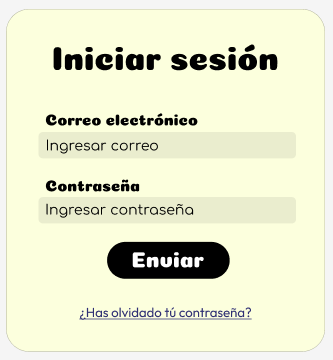 Iniciar sesión
Correo electrónico
Ingresar correo
Contraseña
Ingresar contraseña
Enviar
¿Has olvidado tú contraseña?